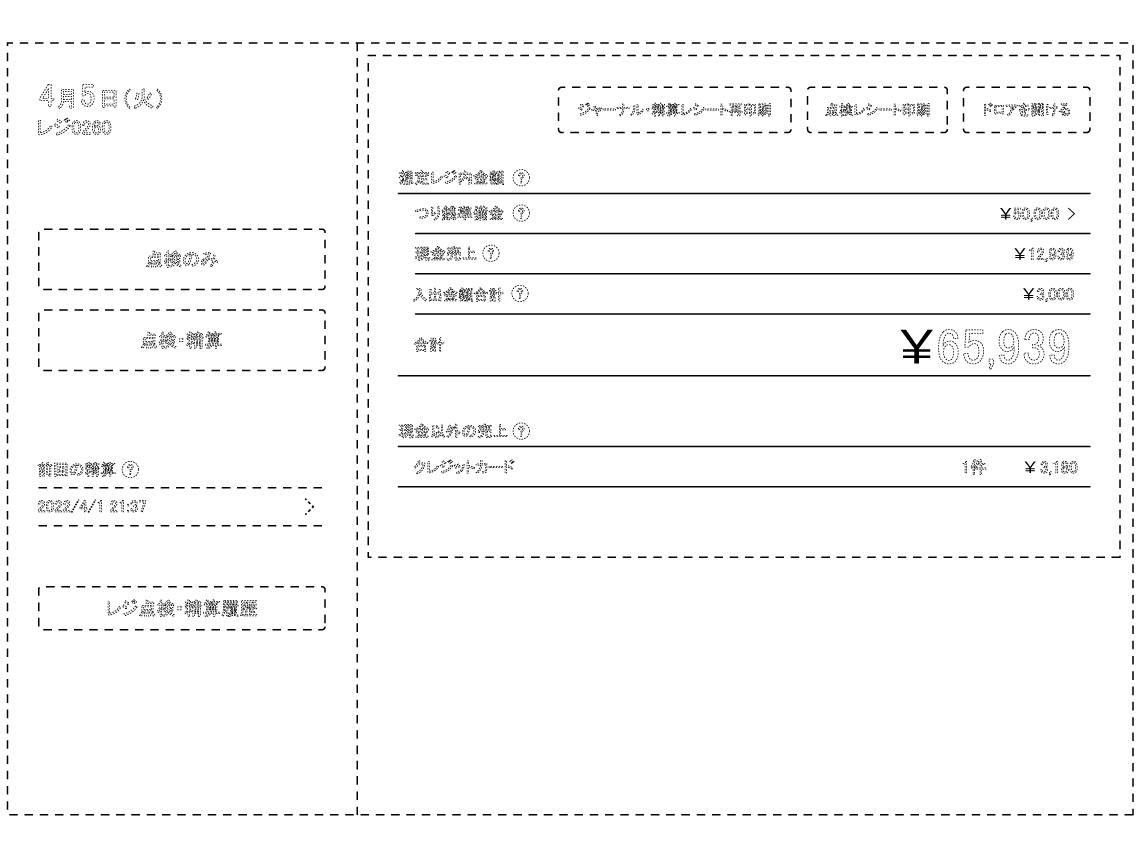 4月5日(火)
レジ0260
点検のみ
点検・精算
前回の精算 ?
2022/4/1 21:37
レジ点検・精算履歴
ジャーナル・精算レシート再印刷 点検レシート印刷 ドロアを開ける
想定レジ内金額 ?
つり銭準備金 ? ¥50,000
現金売上 ? ¥12,939
入出金額合計 ? ¥3,000
合計 ¥65,939
現金以外の売上 ?
クレジットカード 1件 ¥3,180